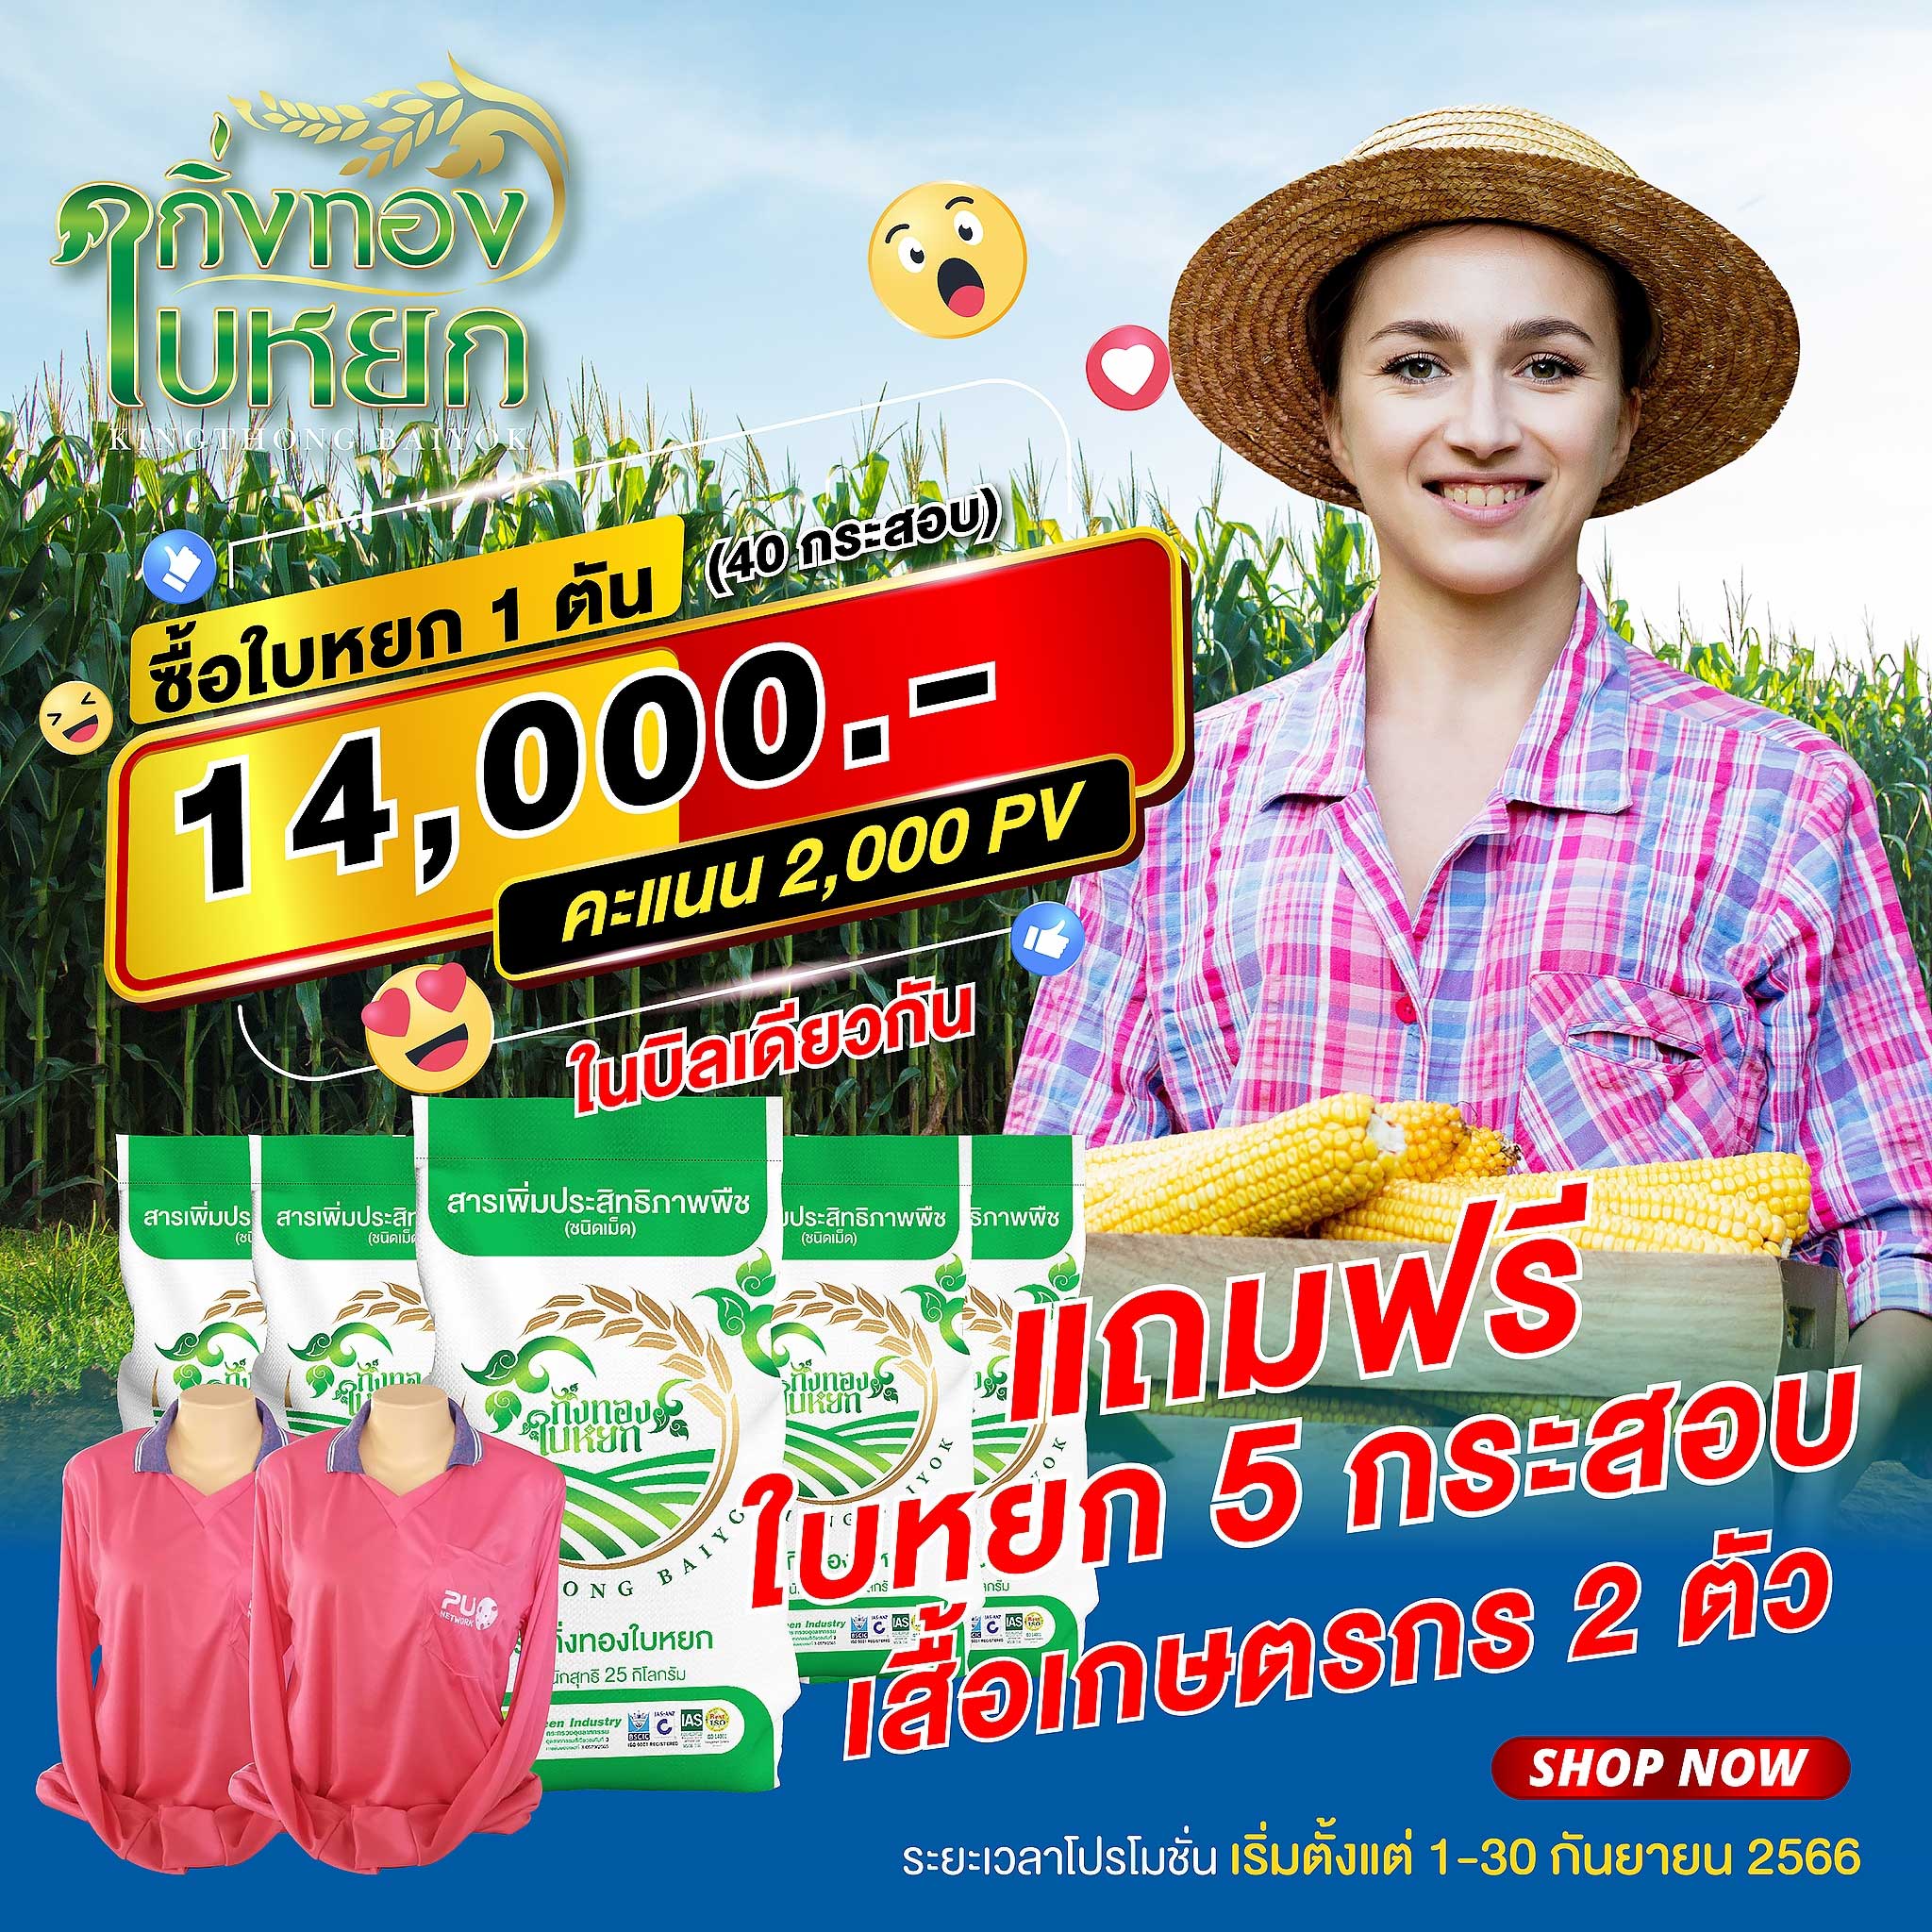 กิ่งทอง
ใบหยก
KINGTHONG BAIYOK
ซื้อใบหยก 1 ตัน (40 กระสอบ)
14,000.-
คะแนน 2,000 PV
ในบิลเดียวกัน
สารเพิ่มประสิทธิภาพพืช
(ชนิดเม็ด)
กิ่งทอง
ใบหยก
แถมฟรี
ใบหยก 5 กระสอบ
เสื้อเกษตรกร 2 ตัว
PU
NETWORK
กิ่งทองใบหยก
25 กิโลกรัม
Industry
SHOP NOW
ระยะเวลาโปรโมชั่น เริ่มตั้งแต่ 1-30 กันยายน 2566